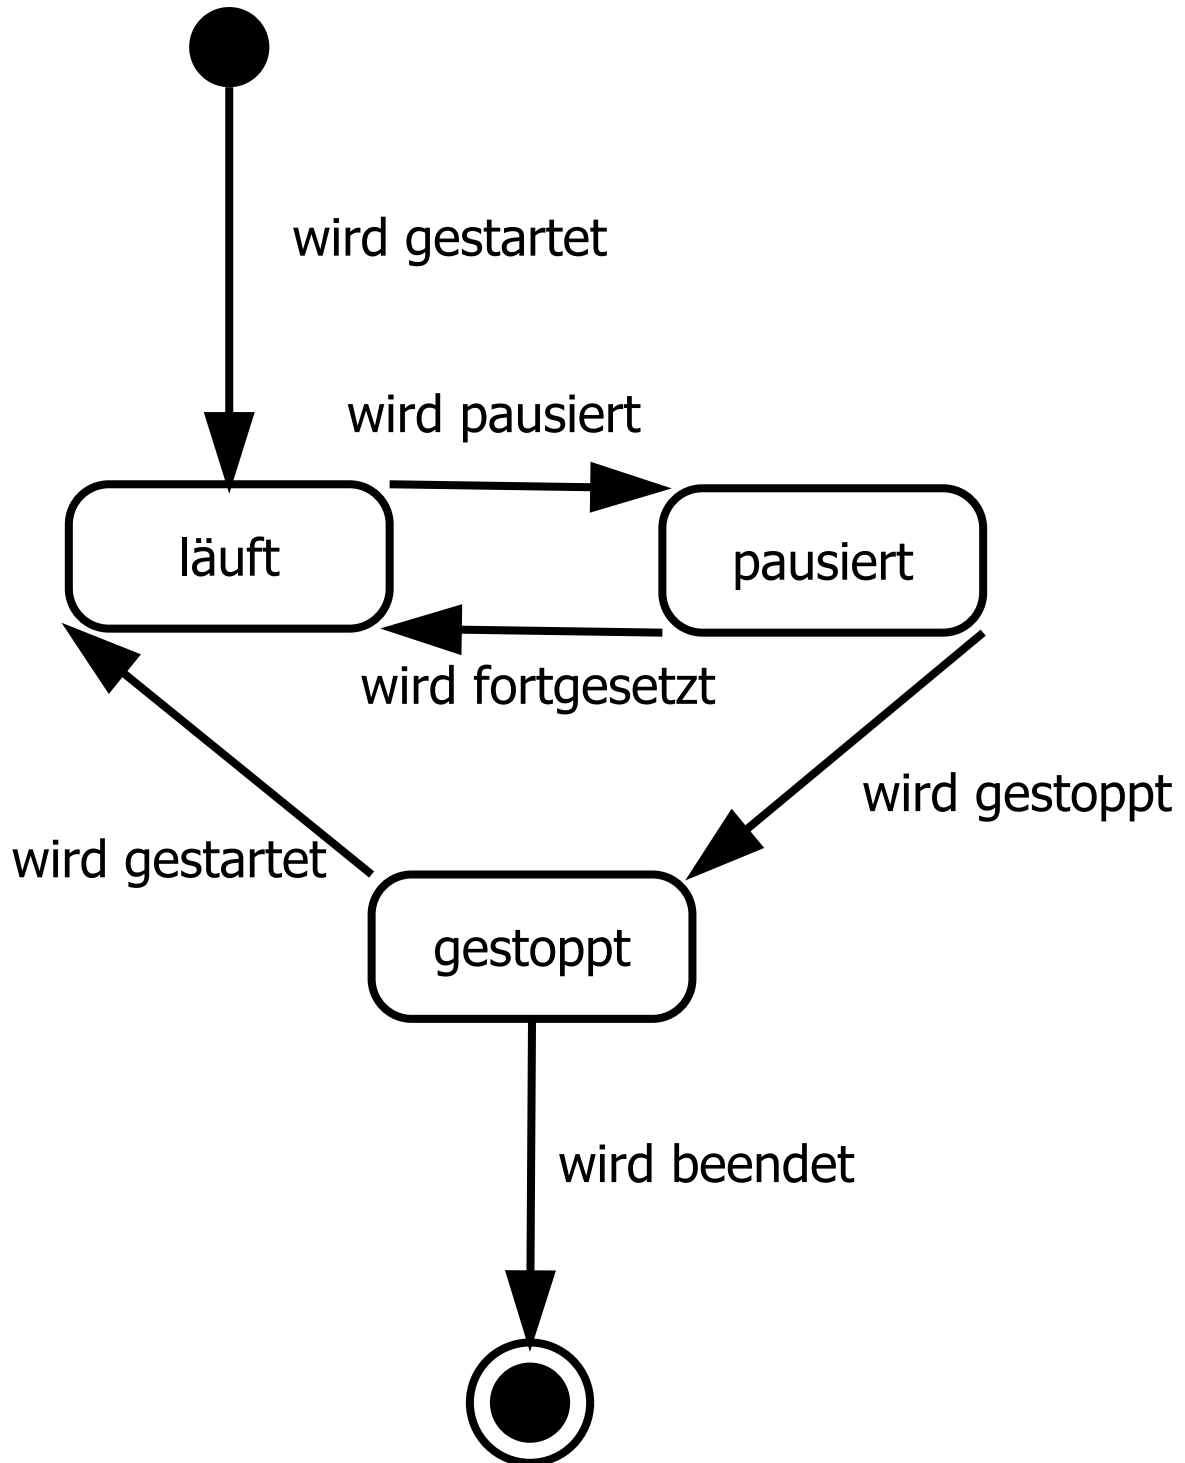 wird gestartet
wird pausiert
läuft
pausiert
wird fortgesetzt
wird gestoppt
wird gestartet
gestoppt
wird beendet